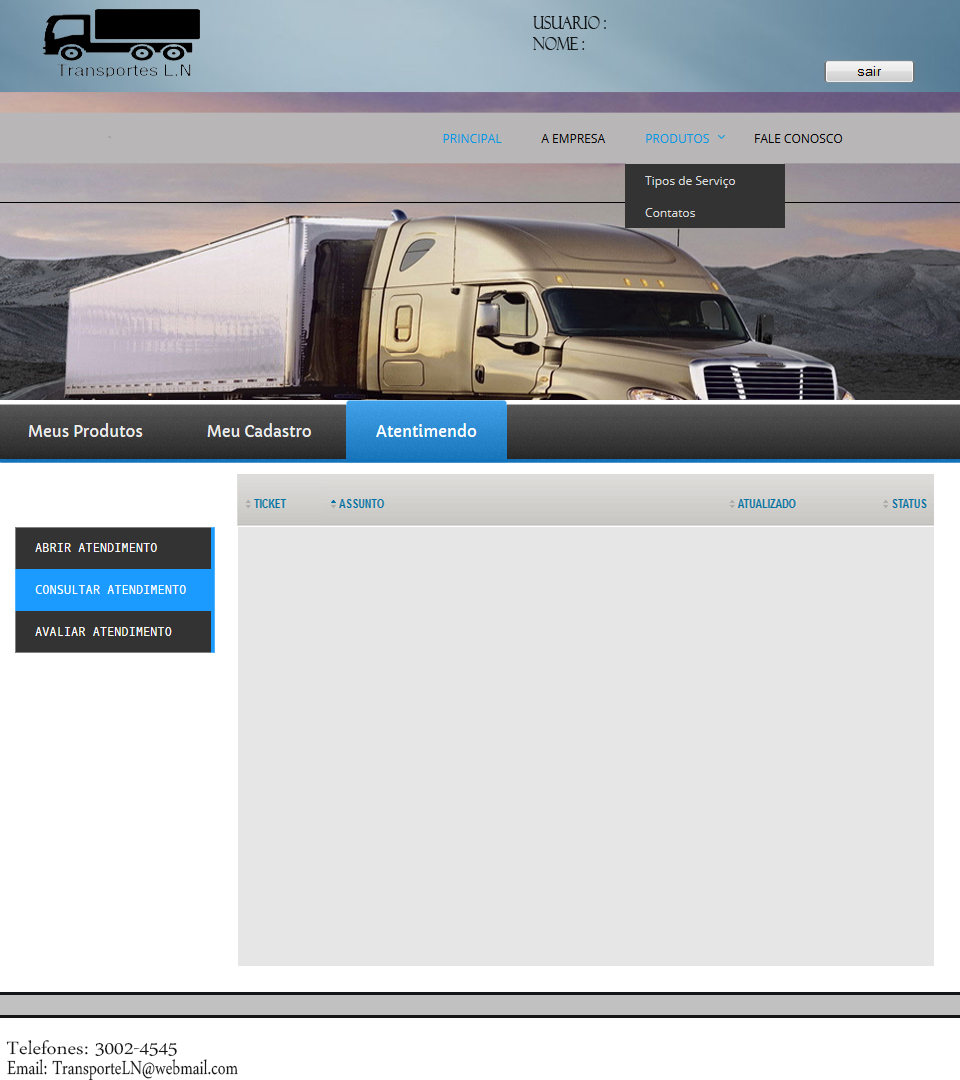 Transportes L.N
USUARIO :
NOME :
sair
PRINCIPAL A EMPRESA PRODUTOS FALE CONOSCO
Tipos de Serviço
Contatos
Meus Produtos Meu Cadastro Atentimendo
TICKET ASSUNTO ATUALIZADO STATUS
ABRIR ATENDIMENTO
CONSULTAR ATENDIMENTO
AVALIAR ATENDIMENTO
Telefones: 3002-4545
Email: TransporteLN@webmail.com